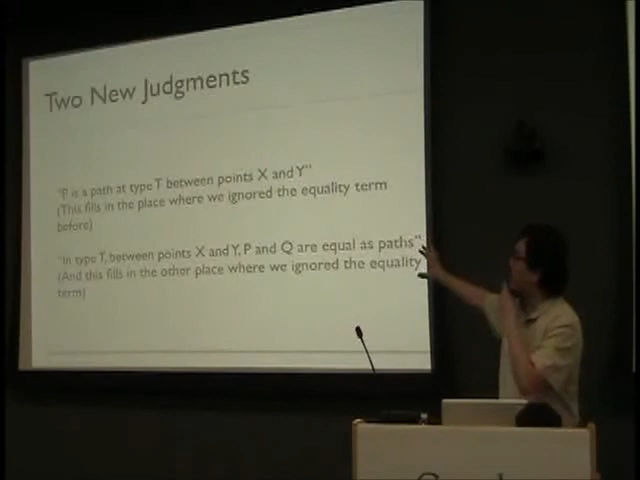 Two New Judgments
"P is a path at type T between points X and Y"
(This fills in the place where we ignored the equality term
before)
"In type T, between points X and Y, P and Q are equal as paths"
(And this fills in the other place where we ignored the equality
term)